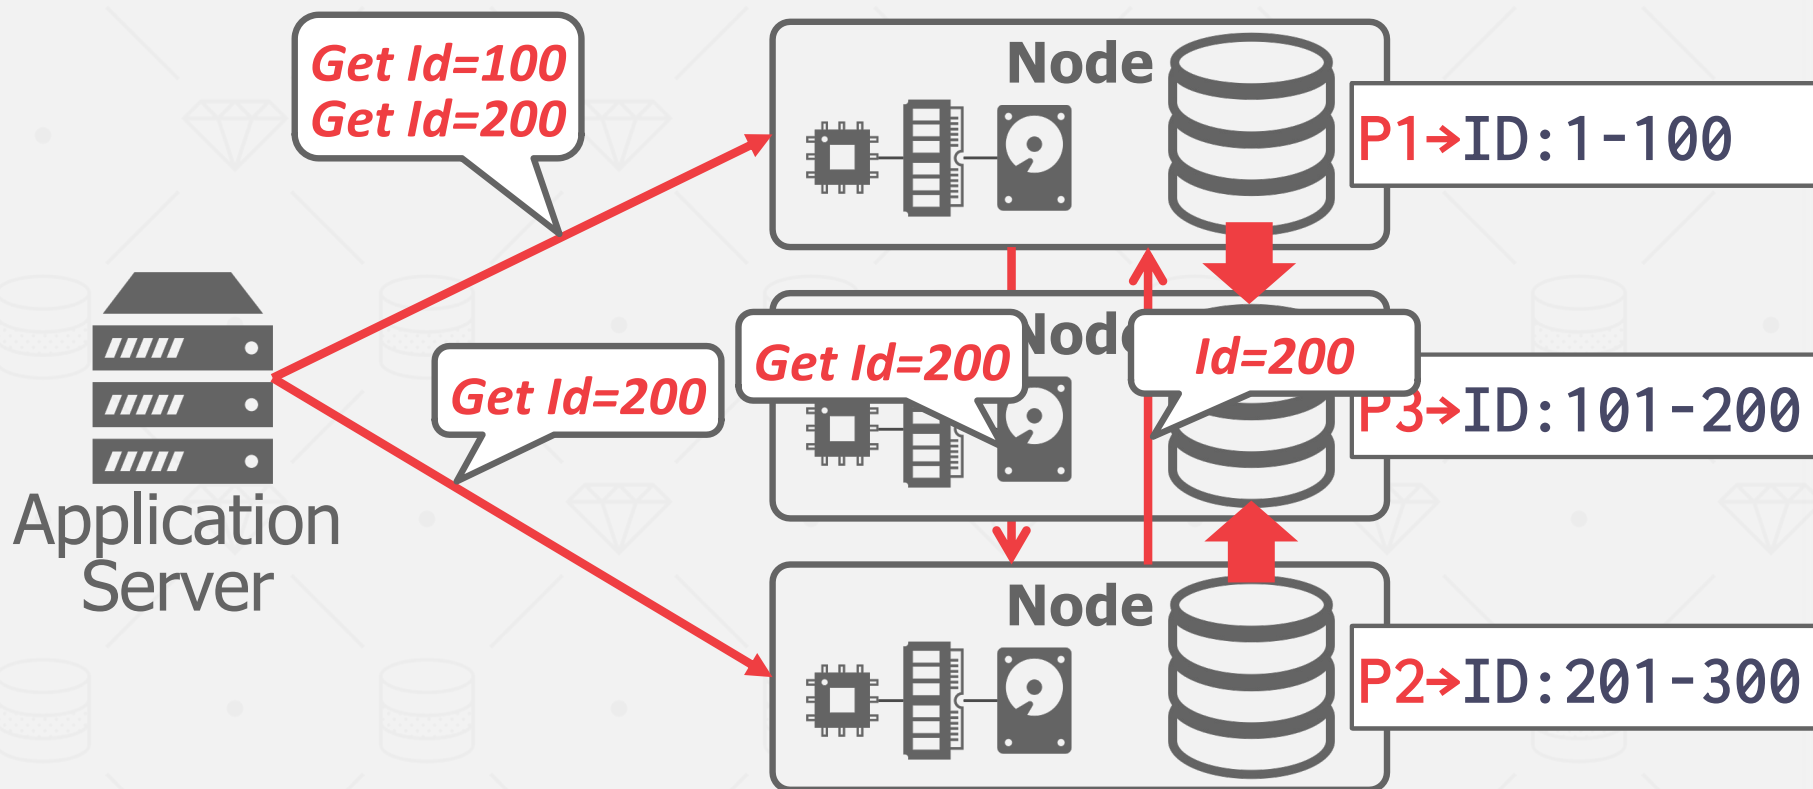 Get Id=100
Get Id=200
Node
P1→ID:1-100
Application
Server
Get Id=200
Get Id=200
Node
Id=200
P3→ID:101-200
Node
P2→ID:201-300